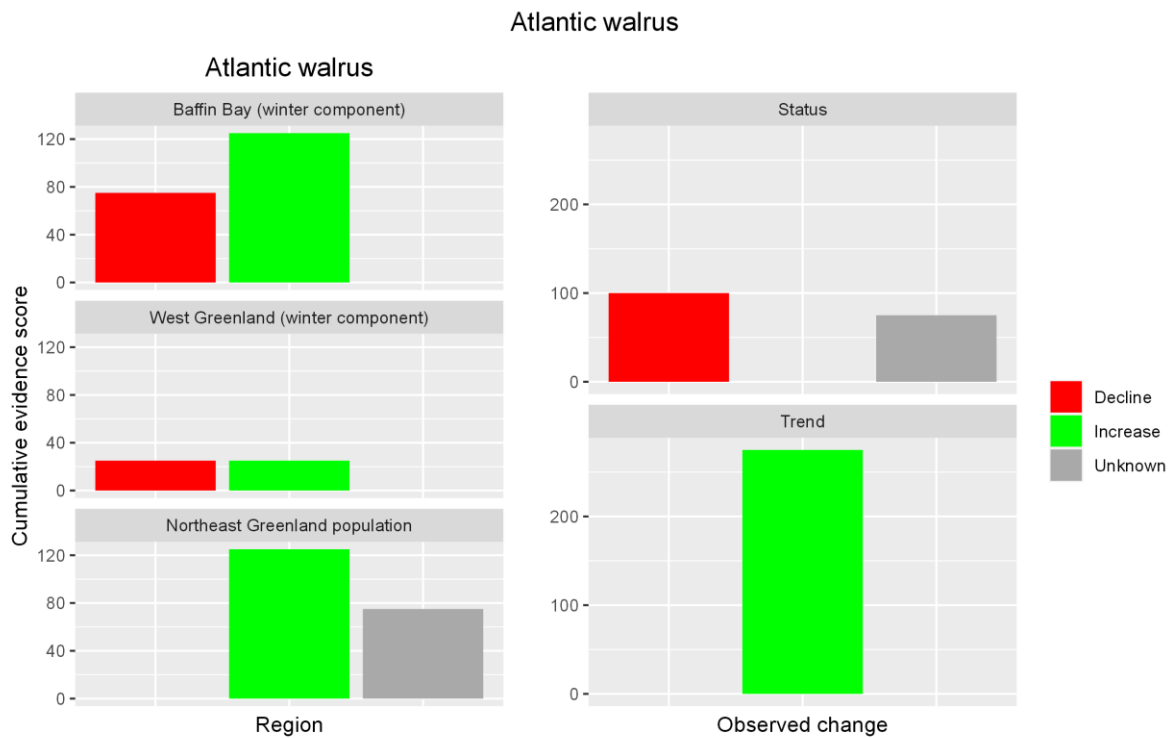 Atlantic walrus
Atlantic walrus
Baffin Bay (winter component)
120
80
40
0
West Greenland (winter component)
120
80
40
0
Northeast Greenland population
120
80
40
0
Cumulative evidence score
Region
Status
200
100
0
Trend
200
100
0
Observed change
Decline
Increase
Unknown